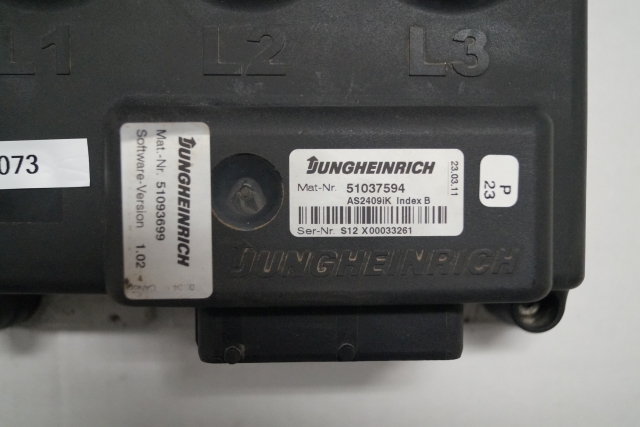 L1 L2 L3
073
JUNGHEINRICH
Mat.-Nr. 51093699
Software-Version 1.02
JUNGHEINRICH
Mat-Nr. 51037594
AS2409iK Index B
Ser-Nr. S12 X00033261
23.03.11
P
23
JUNGHEINRICH